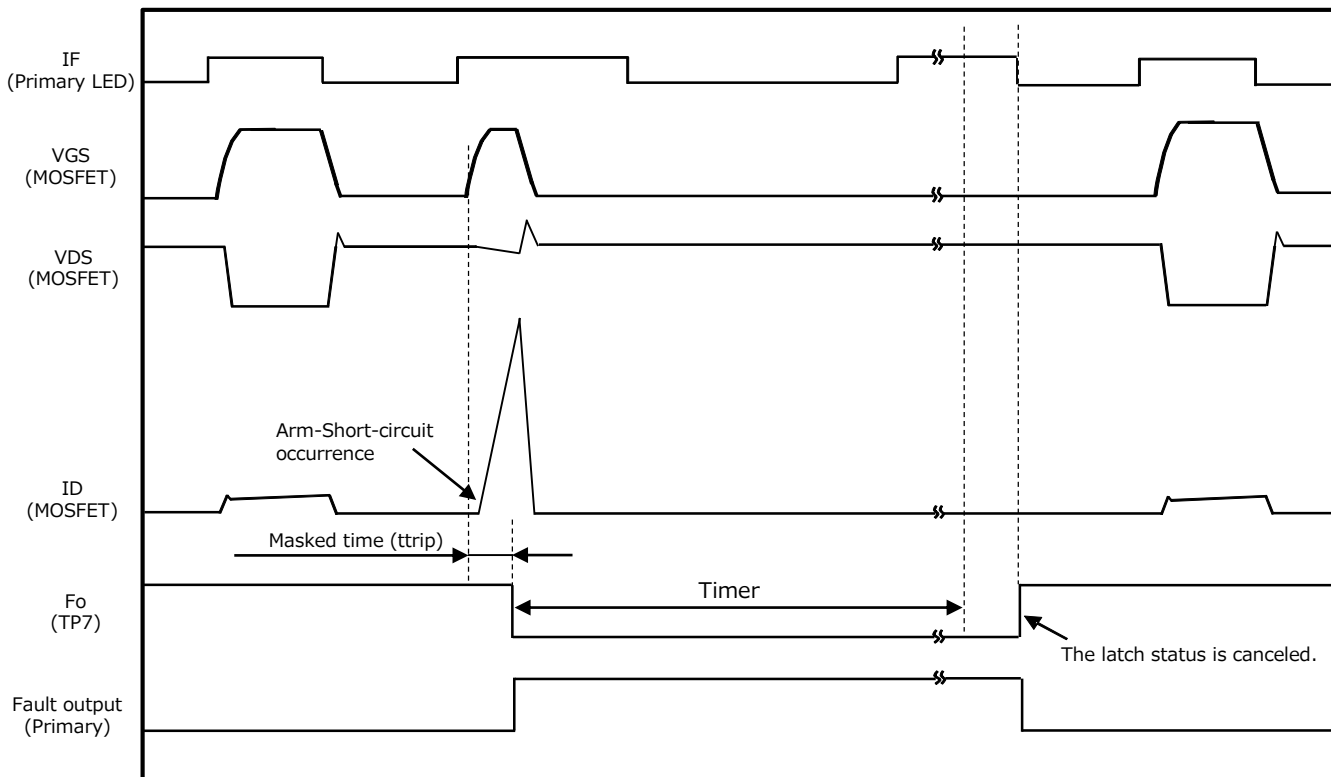 IF
(Primary LED)
VGS
(MOSFET)
VDS
(MOSFET)
Arm-Short-circuit
occurrence
ID
(MOSFET)
Masked time (ttrip)
Fo
(TP7)
Timer
The latch status is canceled.
Fault output
(Primary)